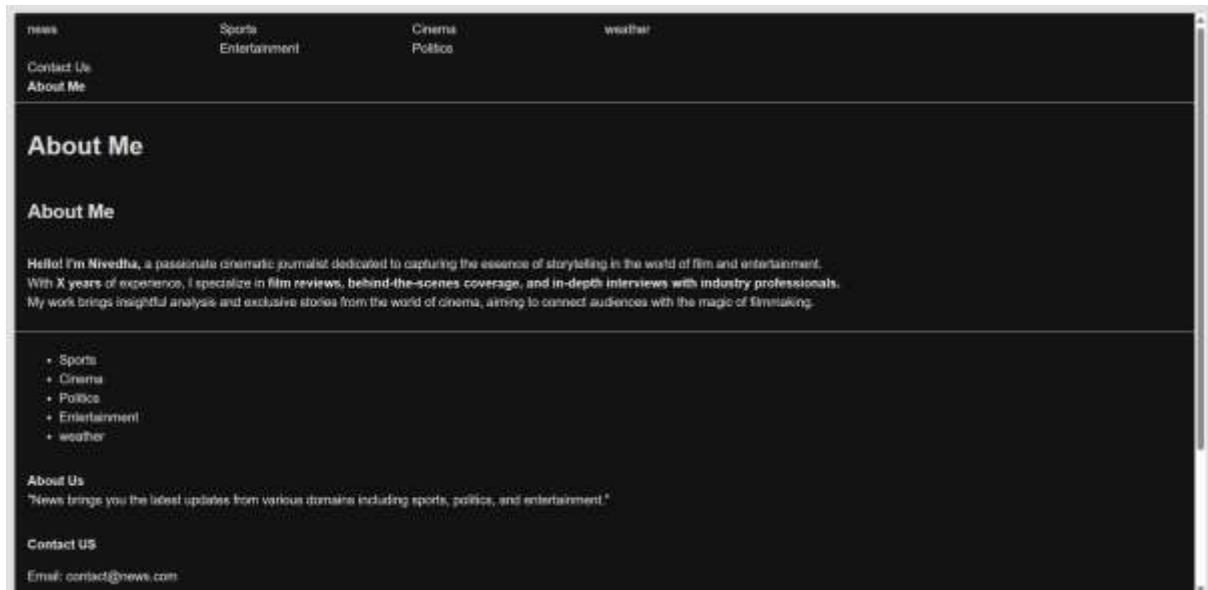 news Sports Cinema weather
Entertainment Politics
Contact Us
About Me
About Me
About Me
Hello! I'm Nivedha, a passionate cinematic journalist dedicated to capturing the essence of storytelling in the world of film and entertainment.
With X years of experience, I specialize in film reviews, behind-the-scenes coverage, and in-depth interviews with industry professionals.
My work brings insightful analysis and exclusive stories from the world of cinema, aiming to connect audiences with the magic of filmmaking.
• Sports
• Cinema
• Politics
• Entertainment
• weather
About Us
"News brings you the latest updates from various domains including sports, politics, and entertainment."
Contact US
Email: contact@news.com